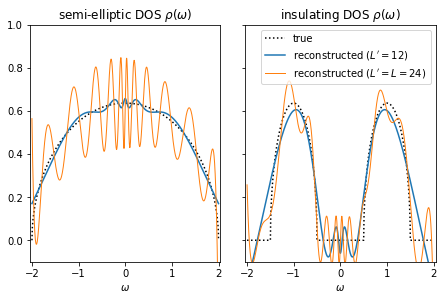 semi-elliptic DOS ρ(ω)
insulating DOS ρ(ω)
1.0
0.8
0.6
0.4
0.2
0.0
true
reconstructed (L′ = 12)
reconstructed (L′ = L = 24)
−2 −1 0 1 2
−2 −1 0 1 2
ω
ω